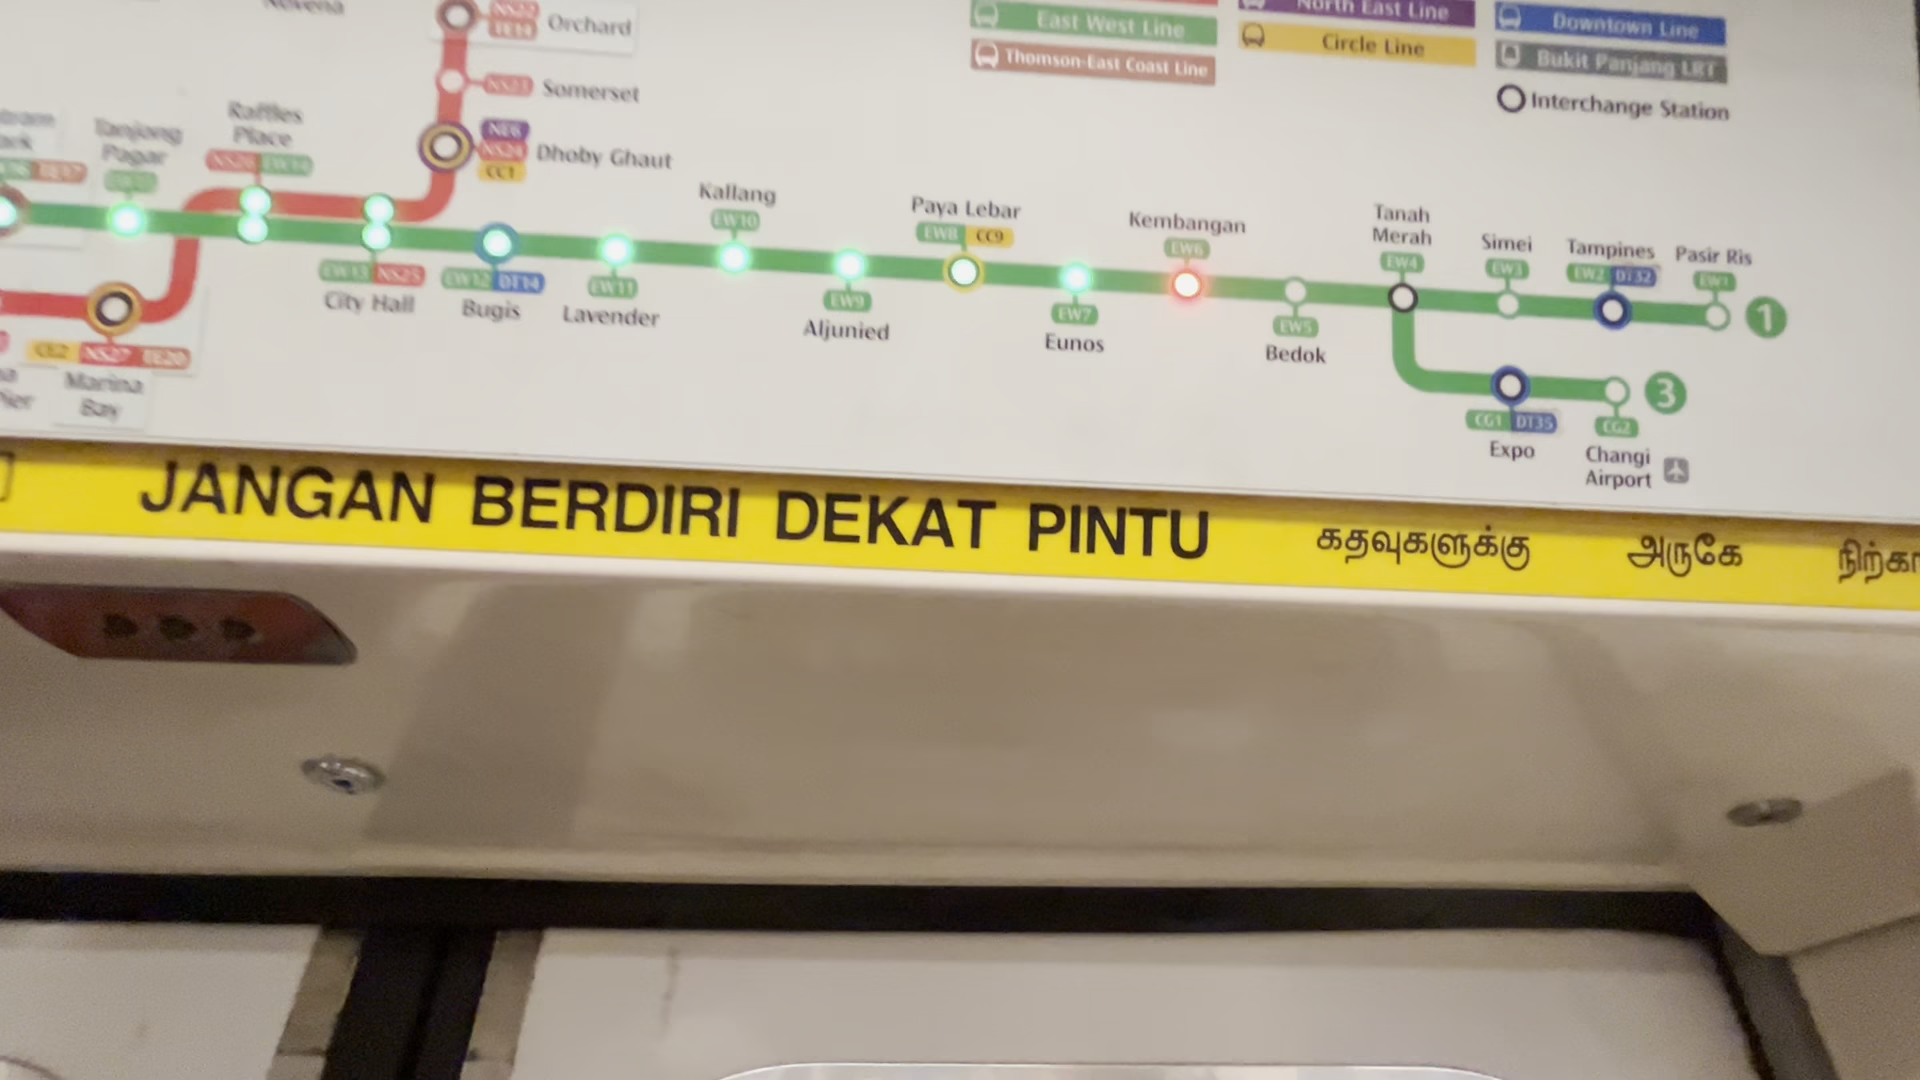 Orchard
East West Line
North East Line
Downtown Line
Circle Line
Thomson-East Coast Line
Bukit Panjang LRT
NS23 Somerset
Interchange Station
Raffles
Place
Tanjong
Pagar
NE6
NS24
CC1
Dhoby Ghaut
Kallang
EW10
Paya Lebar
EW8 CC9
Kembangan
EW6
Tanah
Merah
EW4
Simei
EW3
Tampines
EW2 DT32
Pasir Ris
EW1
1
EW13 NS25
City Hall
EW12 DT14
Bugis
EW11
Lavender
EW9
Aljunied
EW7
Eunos
EW5
Bedok
3
CG1 DT35
Expo
CG2
Changi
Airport
CE2 NS27 TE20
Marina
Bay
JANGAN BERDIRI DEKAT PINTU கதவுகளுக்கு அருகே